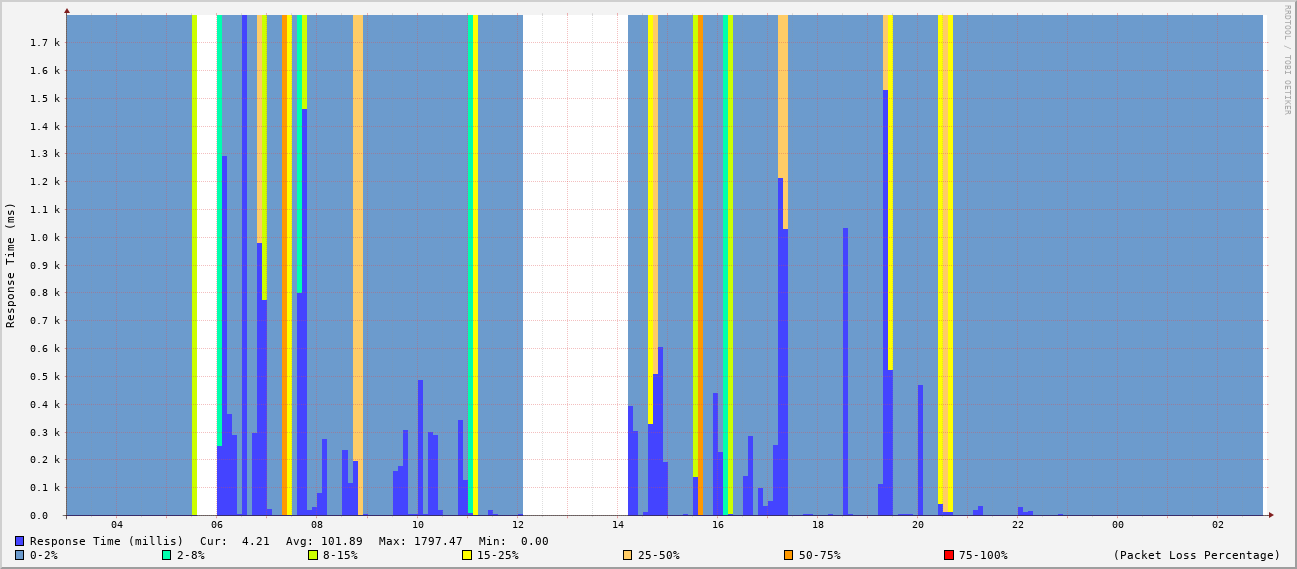 RRDTOOL / TOBI OETIKER
Response Time (ms)
1.7 k
1.6 k
1.5 k
1.4 k
1.3 k
1.2 k
1.1 k
1.0 k
0.9 k
0.8 k
0.7 k
0.6 k
0.5 k
0.4 k
0.3 k
0.2 k
0.1 k
0.0
04 06 08 10 12 14 16 18 20 22 00 02
Response Time (millis) Cur: 4.21 Avg: 101.89 Max: 1797.47 Min: 0.00
0-2% 2-8% 8-15% 15-25% 25-50% 50-75% 75-100% (Packet Loss Percentage)